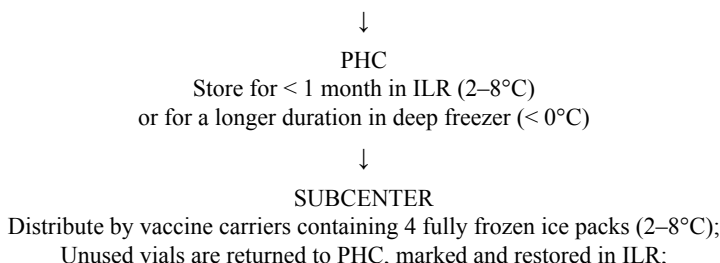 ↓
PHC
Store for < 1 month in ILR (2–8°C)
or for a longer duration in deep freezer (< 0°C)
↓
SUBCENTER
Distribute by vaccine carriers containing 4 fully frozen ice packs (2–8°C);
Unused vials are returned to PHC, marked and restored in ILR;